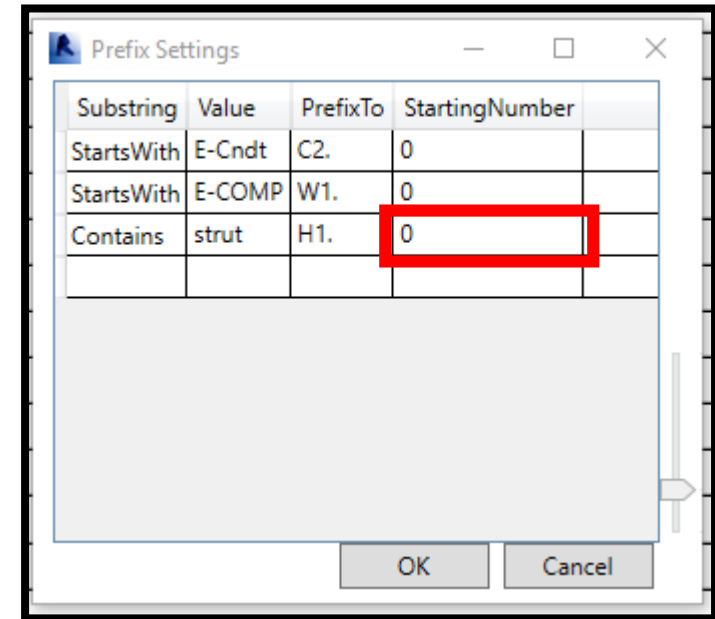 Prefix Settings
Substring Value PrefixTo StartingNumber
StartsWith E-Cndt C2. 0
StartsWith E-COMP W1. 0
Contains strut H1. 0
OK Cancel